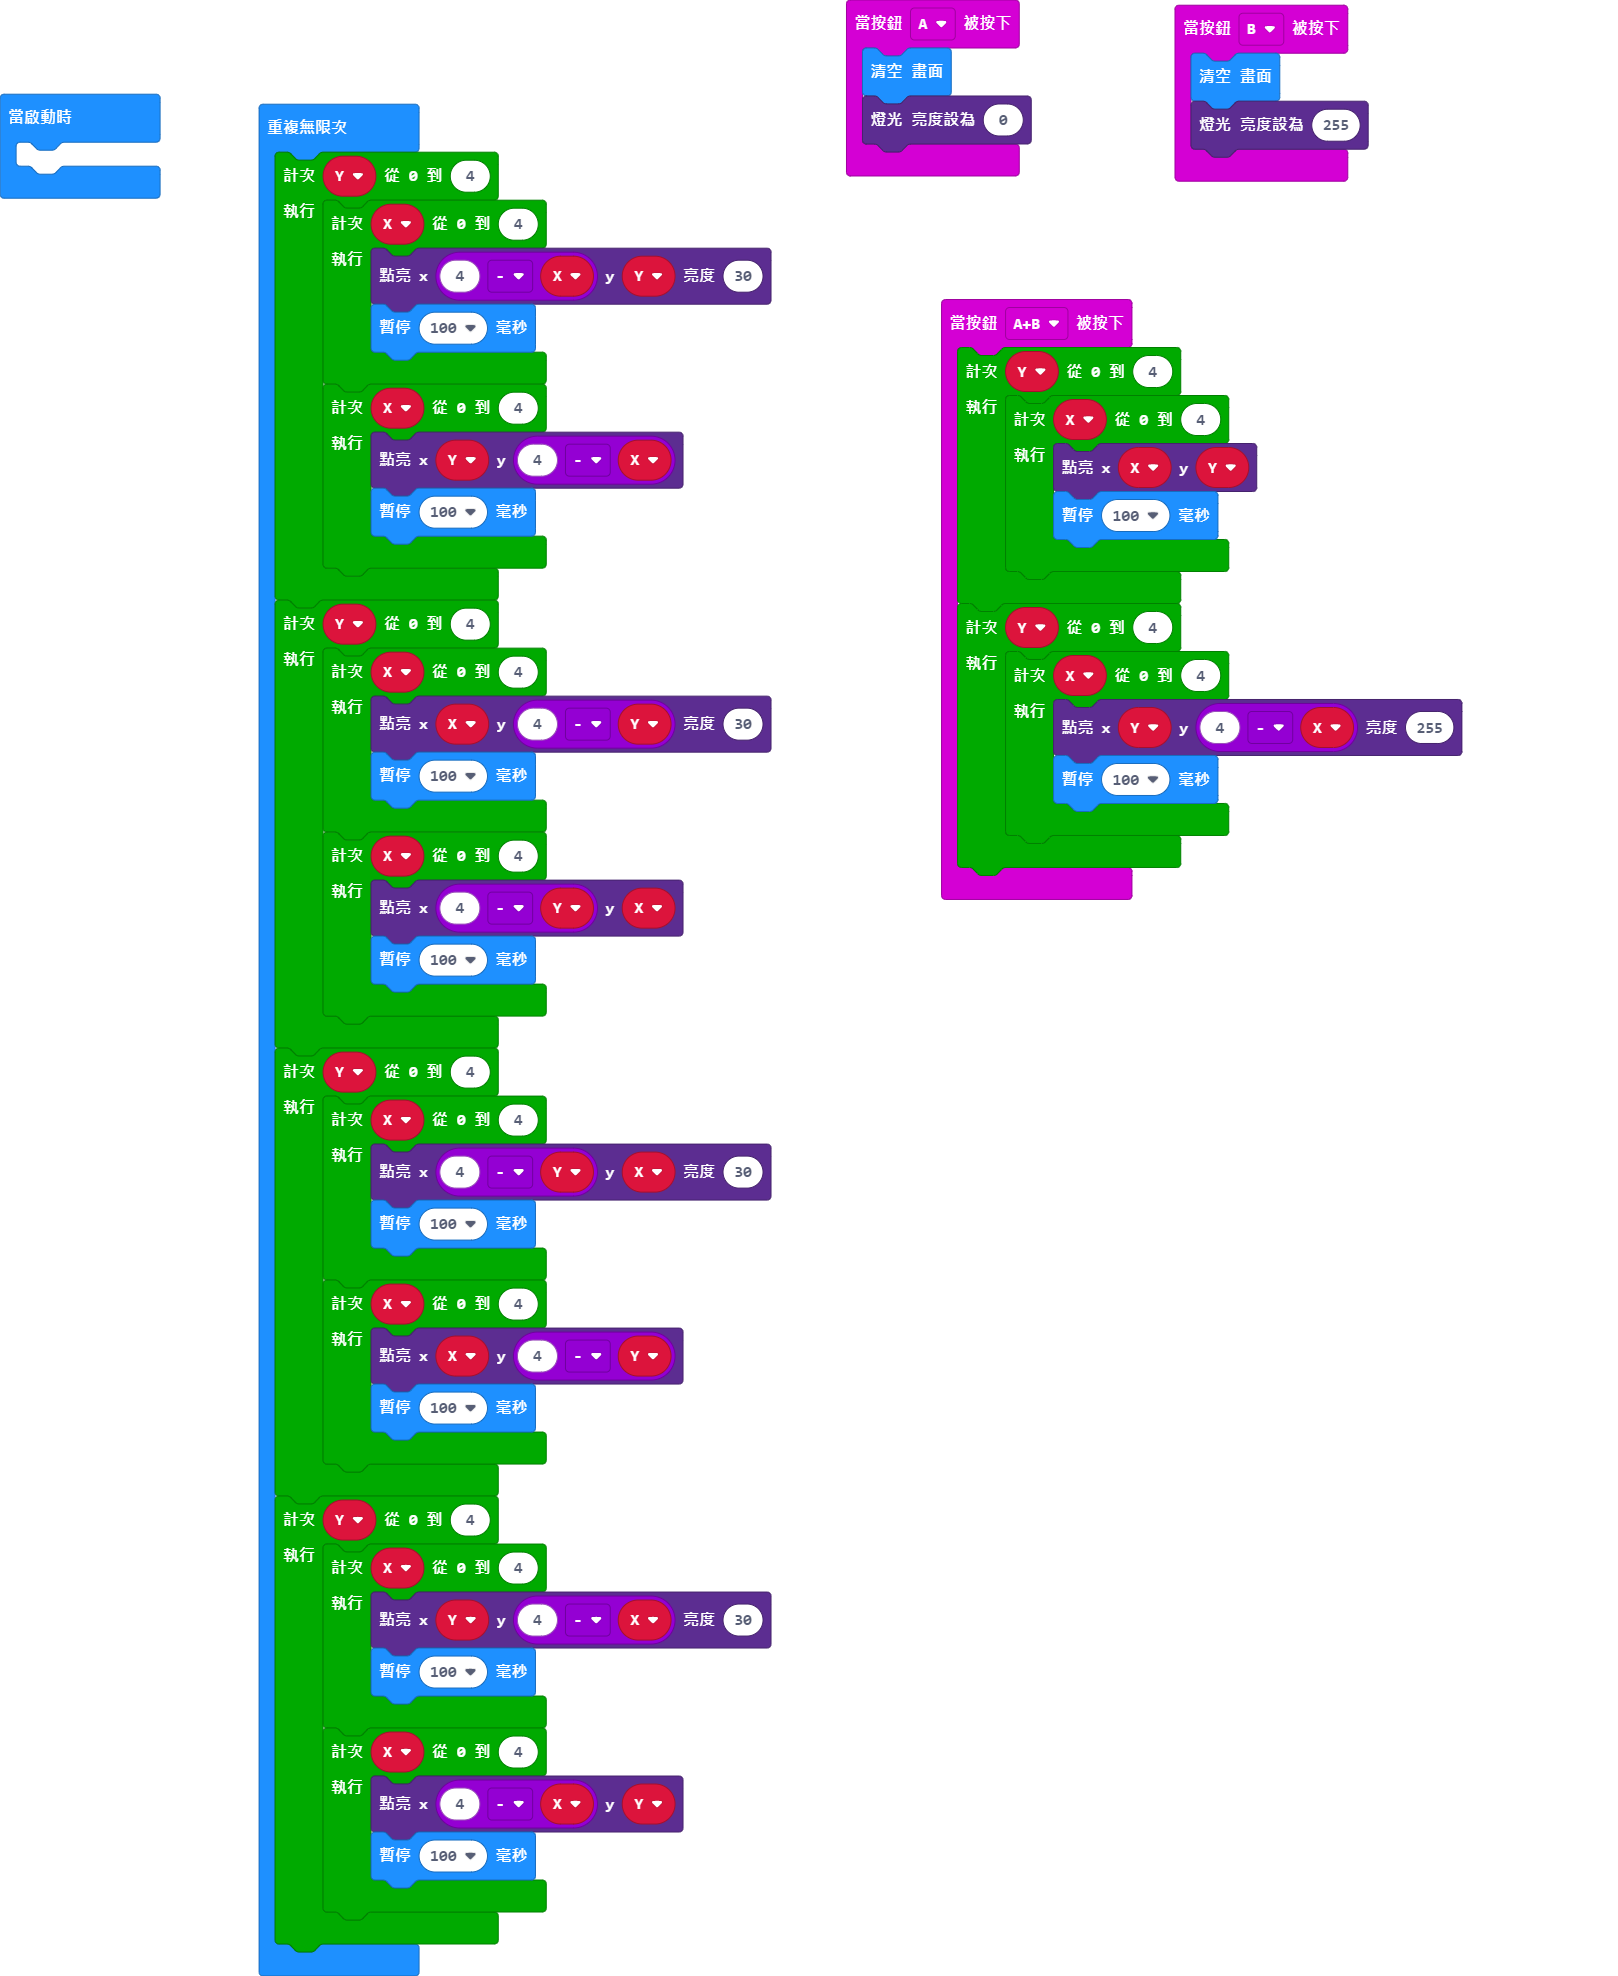 當啟動時
重複無限次
計次 Y 從 0 到 4
執行
計次 X 從 0 到 4
執行
點亮 x 4 - X y Y 亮度 30
暫停 100 毫秒
計次 X 從 0 到 4
執行
點亮 x Y y 4 - X
暫停 100 毫秒
計次 Y 從 0 到 4
執行
計次 X 從 0 到 4
執行
點亮 x X y 4 - Y 亮度 30
暫停 100 毫秒
計次 X 從 0 到 4
執行
點亮 x 4 - Y y X
暫停 100 毫秒
計次 Y 從 0 到 4
執行
計次 X 從 0 到 4
執行
點亮 x 4 - Y y X 亮度 30
暫停 100 毫秒
計次 X 從 0 到 4
執行
點亮 x X y 4 - Y
暫停 100 毫秒
計次 Y 從 0 到 4
執行
計次 X 從 0 到 4
執行
點亮 x Y y 4 - X 亮度 30
暫停 100 毫秒
計次 X 從 0 到 4
執行
點亮 x 4 - X y Y
暫停 100 毫秒
當按鈕 A 被按下
清空 畫面
燈光 亮度設為 0
當按鈕 B 被按下
清空 畫面
燈光 亮度設為 255
當按鈕 A+B 被按下
計次 Y 從 0 到 4
執行
計次 X 從 0 到 4
執行
點亮 x X y Y
暫停 100 毫秒
計次 Y 從 0 到 4
執行
計次 X 從 0 到 4
執行
點亮 x Y y 4 - X 亮度 255
暫停 100 毫秒